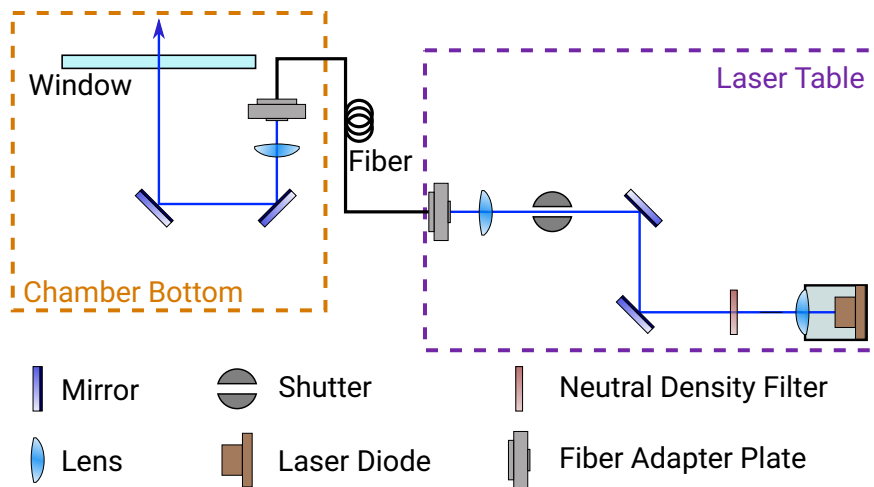 Window
Laser Table
Fiber
Chamber Bottom
Mirror
Shutter
Neutral Density Filter
Lens
Laser Diode
Fiber Adapter Plate